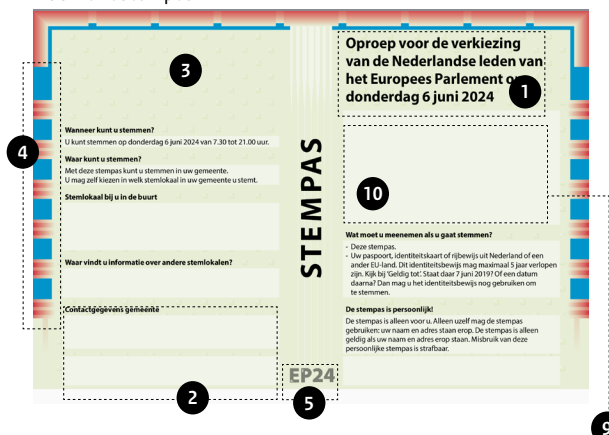 3
4
Wanneer kunt u stemmen?
U kunt stemmen op donderdag 6 juni 2024 van 7.30 tot 21.00 uur.
Waar kunt u stemmen?
Met deze stempas kunt u stemmen in uw gemeente.
U mag zelf kiezen in welk stemlokaal in uw gemeente u stemt.
Stemlokaal bij u in de buurt
Waar vindt u informatie over andere stemlokalen?
Contactgegevens gemeente
2
STEMPAS
EP24
5
Oproep voor de verkiezing
van de Nederlandse leden van
het Europees Parlement op
donderdag 6 juni 2024
1
10
Wat moet u meenemen als u gaat stemmen?
- Deze stempas.
- Uw paspoort, identiteitskaart of rijbewijs uit Nederland of een
ander EU-land. Dit identiteitsbewijs mag maximaal 5 jaar verlopen
zijn. Kijk bij 'Geldig tot'. Staat daar 7 juni 2019? Of een datum
daarna? Dan mag u het identiteitsbewijs nog gebruiken om
te stemmen.
De stempas is persoonlijk!
De stempas is alleen voor u. Alleen uzelf mag de stempas
gebruiken: uw naam en adres staan erop. De stempas is alleen
geldig als uw naam en adres erop staan. Misbruik van deze
persoonlijke stempas is strafbaar.
9